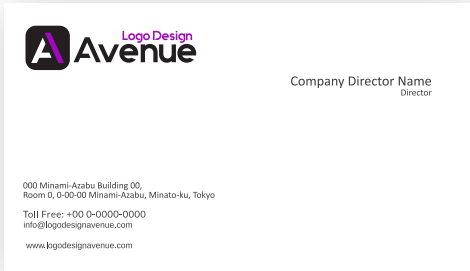 Logo Design
Avenue
Company Director Name
Director
000 Minami-Azabu Building 00,
Room 0, 0-00-00 Minami-Azabu, Minato-ku, Tokyo
Toll Free: +00 0-0000-0000
info@logodesignavenue.com
www.logodesignavenue.com